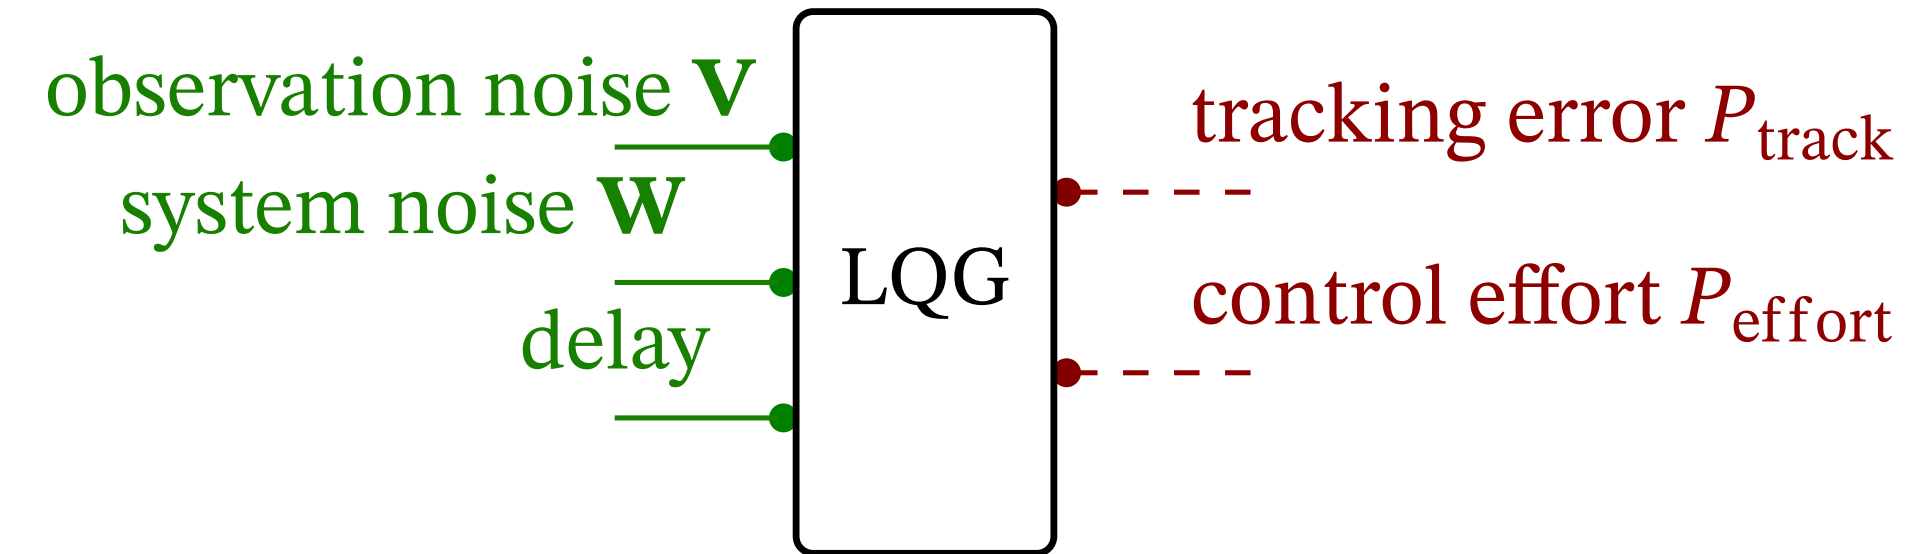 observation noise V
system noise W
delay
LQG
tracking error P_track
control effort P_effort